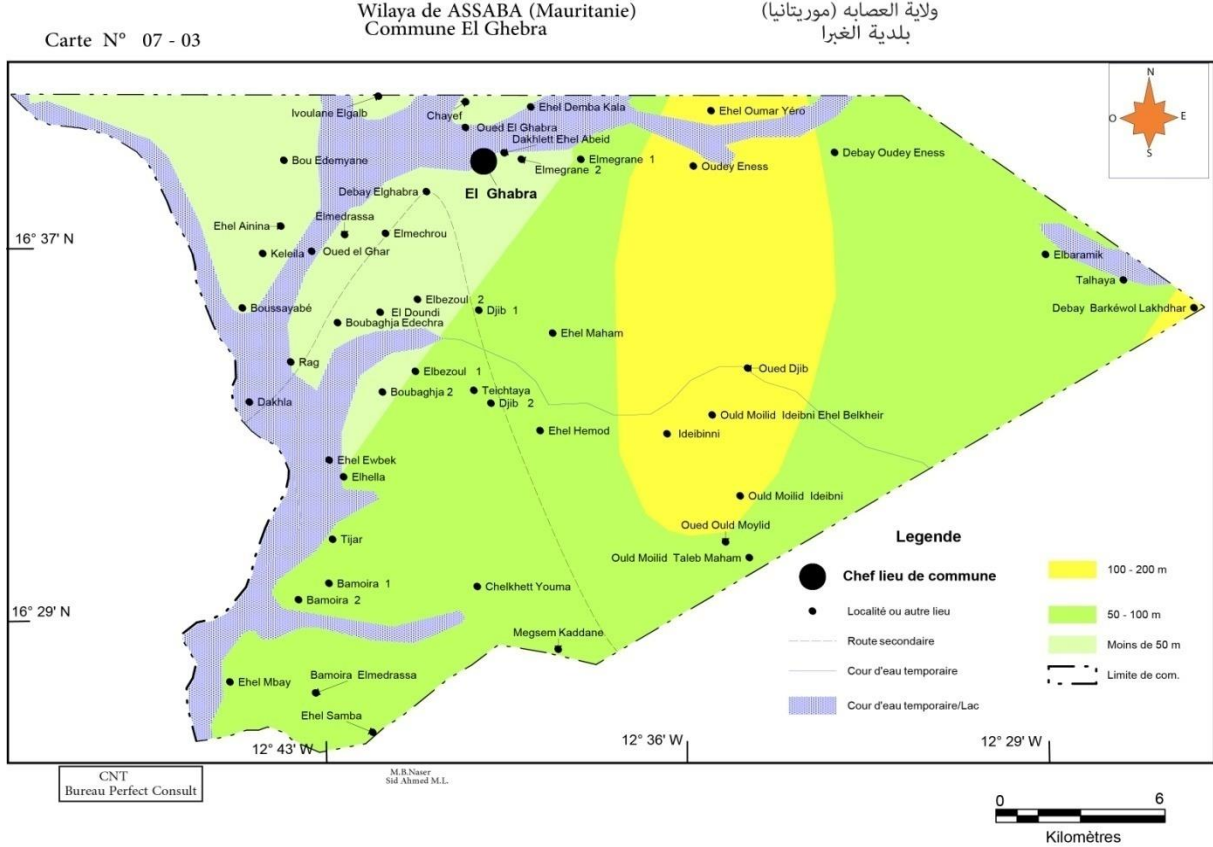 Wilaya de ASSABA (Mauritanie)
Commune El Ghebra
ولاية العصابه (موريتانيا)
بلدية الغبرا
Carte N° 07 - 03
N
O
E
S
Ivoulane Elgalb
Chayef
Ehel Demba Kala
Ehel Oumar Yéro
Oued El Ghabra
Dakhlett Ehel Abeid
Bou Edemyane
Elmegrane 1
Elmegrane 2
Oudey Eness
Debay Oudey Eness
El Ghabra
Debay Elghabra
Elmedrassa
Ehel Ainina
Elmechrou
16° 37' N
Keleila
Oued el Ghar
Elbaramik
Talhaya
Elbezoul 2
Boussayabé
El Doundi
Djib 1
Debay Barkéwol Lakhdhar
Boubaghja Edechra
Ehel Maham
Rag
Elbezoul 1
Oued Djib
Boubaghja 2
Teichtaya
Dakhla
Djib 2
Ould Moilid Ideibni Ehel Belkheir
Ehel Hemod
Ideibinni
Ehel Ewbek
Elhella
Ould Moilid Ideibni
Oued Ould Moylid
Tijar
Ould Moilid Taleb Maham
Bamoira 1
Chelkhett Youma
Bamoira 2
16° 29' N
Megsem Kaddane
Ehel Mbay
Bamoira Elmedrassa
Ehel Samba
Legende
Chef lieu de commune
Localité ou autre lieu
Route secondaire
Cour d'eau temporaire
Cour d'eau temporaire/Lac
100 - 200 m
50 - 100 m
Moins de 50 m
Limite de com.
12° 43' W
12° 36' W
12° 29' W
CNT
Bureau Perfect Consult
M.B.Naser
Sid Ahmed M.L.
0
6
Kilomètres